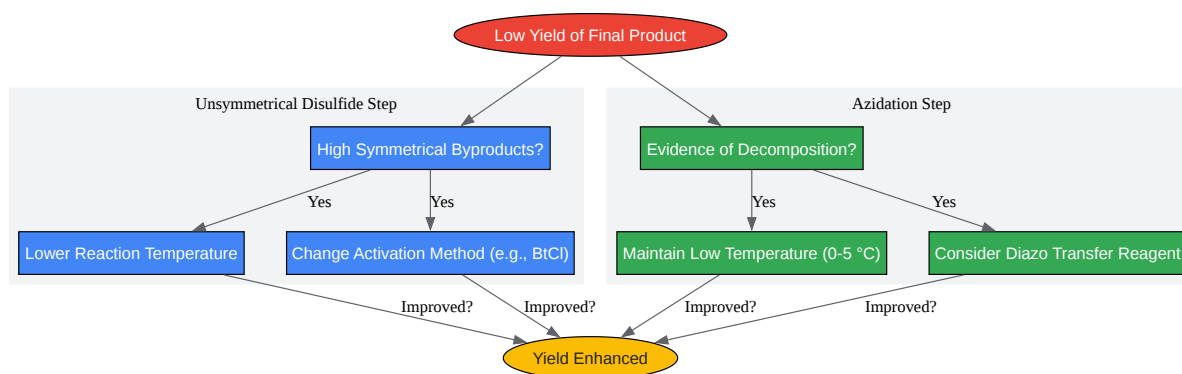 Low Yield of Final Product
Unsymmetrical Disulfide Step
Azidation Step
High Symmetrical Byproducts?
Evidence of Decomposition?
Yes
Yes
Yes
Yes
Lower Reaction Temperature
Change Activation Method (e.g., BtCl)
Maintain Low Temperature (0-5 °C)
Consider Diazo Transfer Reagent
Improved?
Improved?
Improved?
Improved?
Yield Enhanced